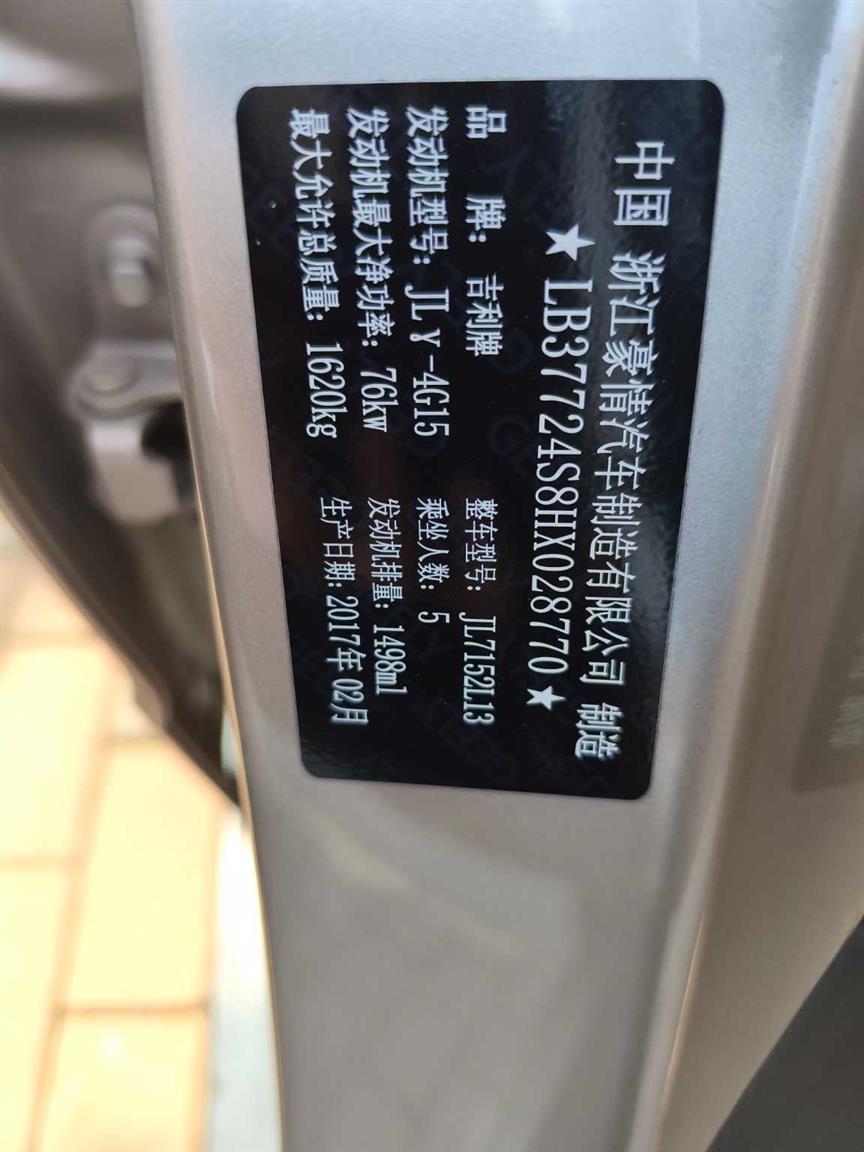 中国 浙江豪情汽车制造有限公司 制造
★LB37724S8HX028770★
品 牌: 吉利牌 整车型号: JL7152L13
发动机型号: JLγ-4G15 乘坐人数: 5
发动机最大净功率: 76kw 发动机排量: 1498ml
最大允许总质量: 1620kg 生产日期: 2017年 02月